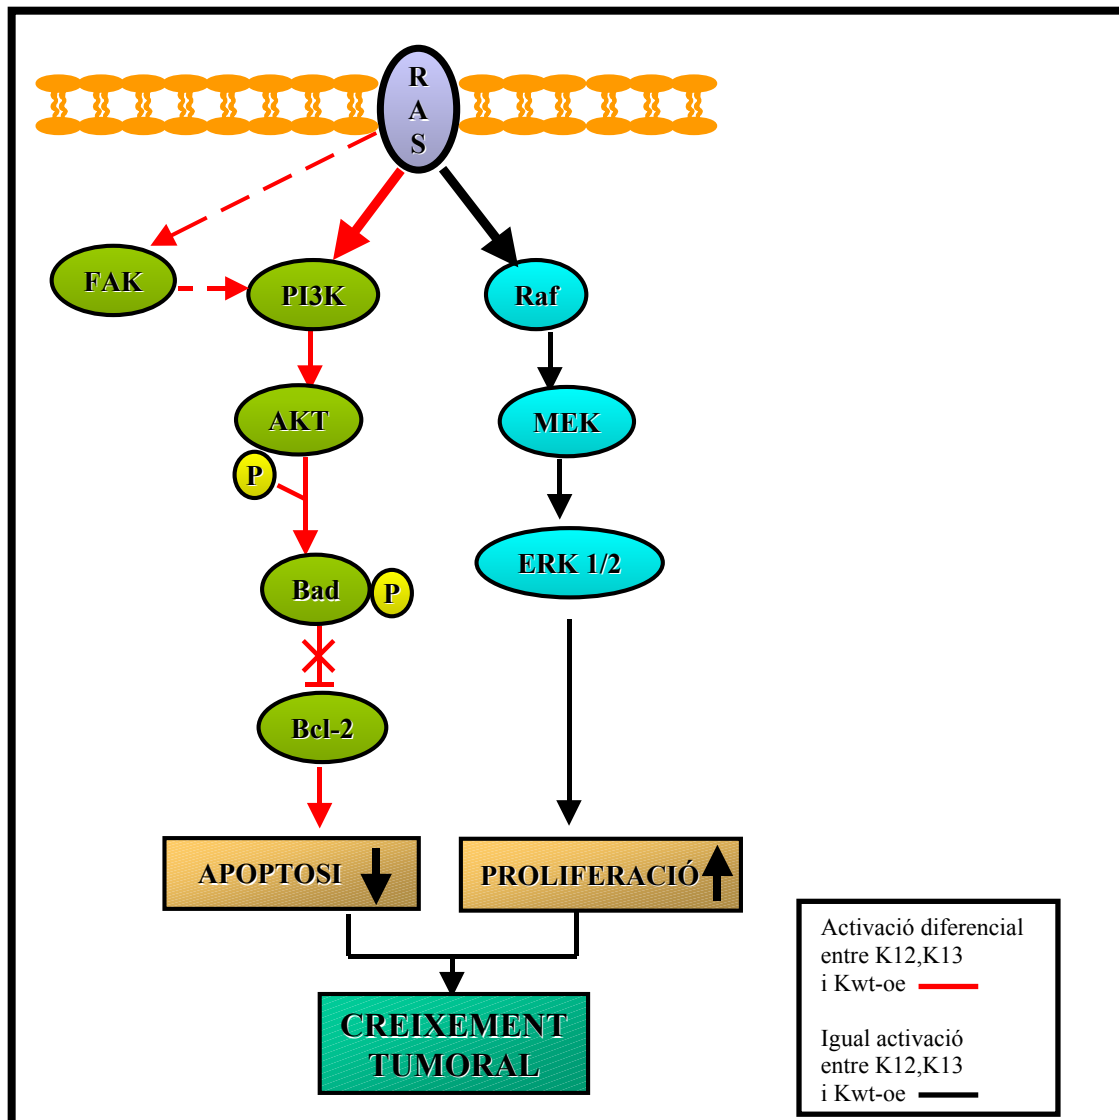 R
A
S
FAK
PI3K
Raf
AKT
MEK
P
ERK 1/2
Bad
P
Bcl-2
APOPTOSI
PROLIFERACIÓ
CREIXEMENT
TUMORAL
Activació diferencial
entre K12,K13
i Kwt-oe
Igual activació
entre K12,K13
i Kwt-oe